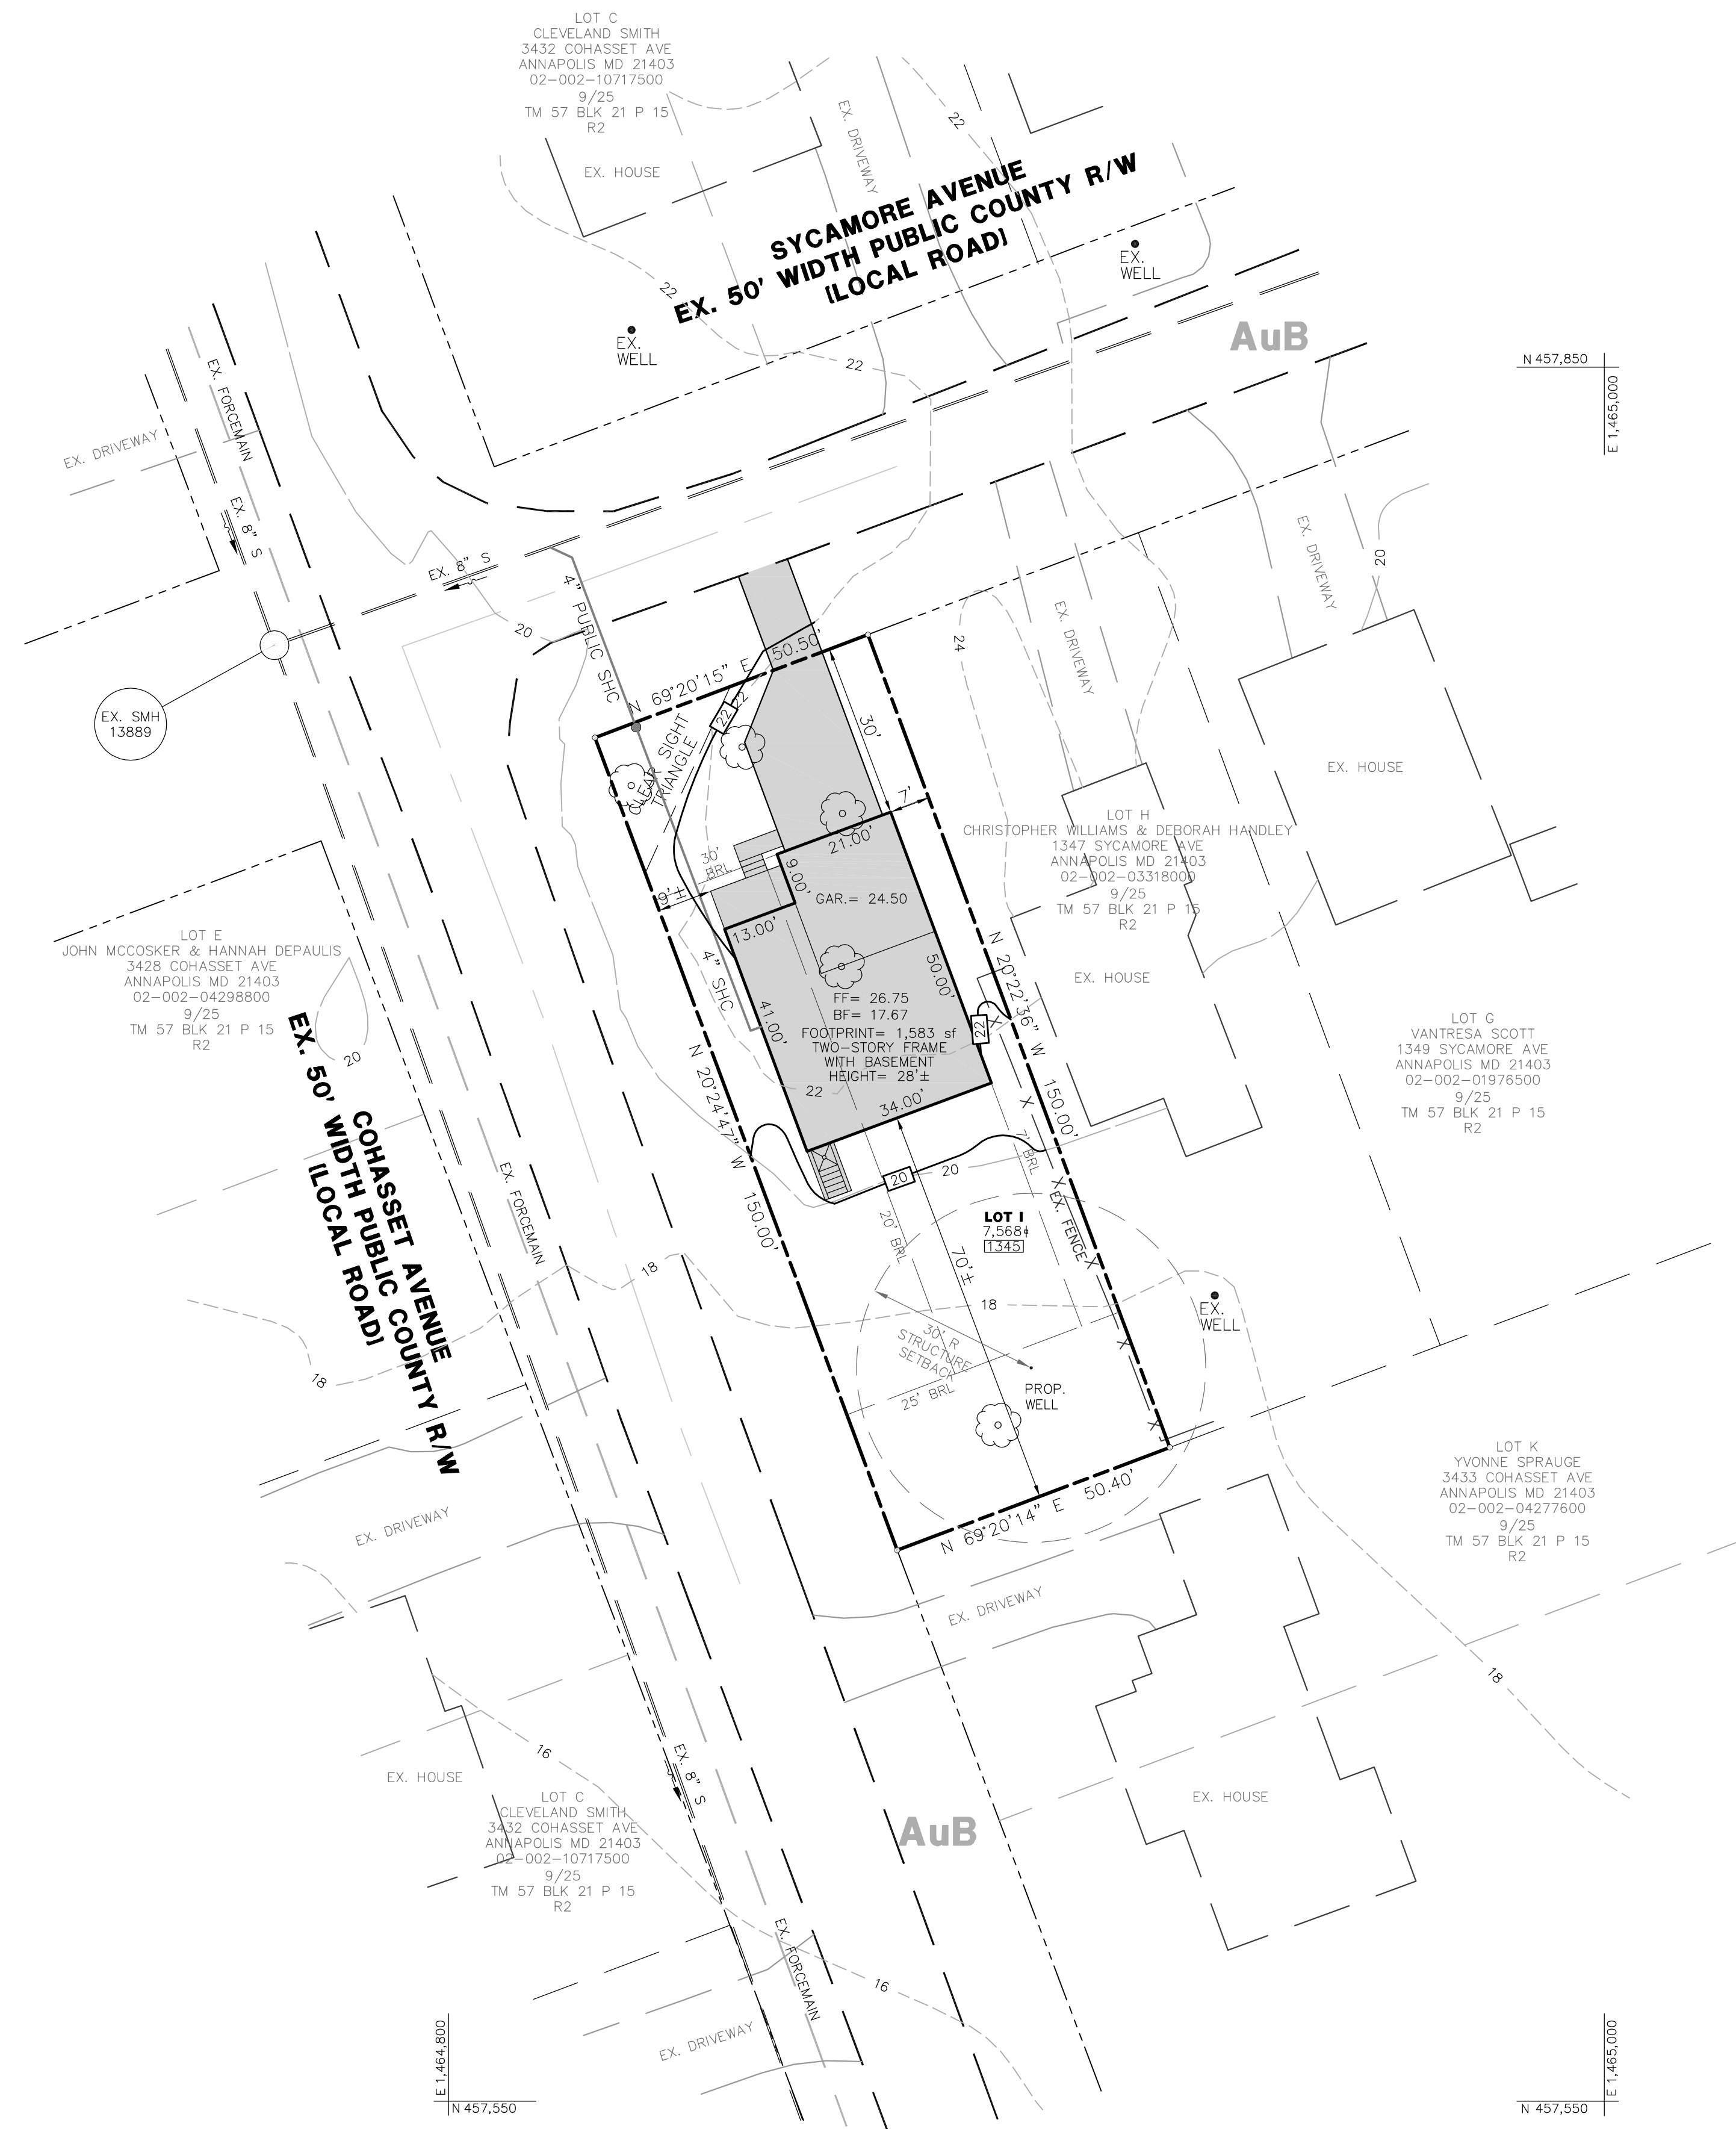 LOT C
CLEVELAND SMITH
3432 COHASSET AVE
ANNAPOLIS MD 21403
02-002-10717500
9/25
TM 57 BLK 21 P 15
R2
EX. HOUSE
EX. DRIVEWAY
22
SYCAMORE AVENUE
EX. 50' WIDTH PUBLIC COUNTY R/W
(LOCAL ROAD)
EX.
WELL
22
EX.
WELL
22
AuB
N 457,850
E 1,465,000
EX. FORCEMAIN
EX. DRIVEWAY
EX. 8" S
EX. 8" S
20
4" PUBLIC SHC
EX. SMH
13889
EX. DRIVEWAY
20
24
EX. DRIVEWAY
N 69°20'15" E
50.50'
22
22
CLEAR SIGHT
TRIANGLE
30'
7'
EX. HOUSE
21.00'
30'
BRL
9'±
9.00'
GAR.= 24.50
13.00'
4" SHC
41.00'
50.00'
FF= 26.75
BF= 17.67
FOOTPRINT= 1,583 sf
TWO-STORY FRAME
WITH BASEMENT
HEIGHT= 28'±
22
34.00'
22
X
N 20°22'36" W
150.00'
LOT H
CHRISTOPHER WILLIAMS & DEBORAH HANDLEY
1347 SYCAMORE AVE
ANNAPOLIS MD 21403
02-002-03318000
9/25
TM 57 BLK 21 P 15
R2
EX. HOUSE
LOT E
JOHN MCCOSKER & HANNAH DEPAULIS
3428 COHASSET AVE
ANNAPOLIS MD 21403
02-002-04298800
9/25
TM 57 BLK 21 P 15
R2
20
LOT G
VANTRESA SCOTT
1349 SYCAMORE AVE
ANNAPOLIS MD 21403
02-002-01976500
9/25
TM 57 BLK 21 P 15
R2
COHASSET AVENUE
EX. 50' WIDTH PUBLIC COUNTY R/W
(LOCAL ROAD)
EX. FORCEMAIN
N 20°24'47" W
150.00'
X
7' BRL
20
20
X
EX. FENCE
X
LOT I
7,568
1345
20' BRL
70'±
18
18
18
EX.
WELL
X
30' R
STRUCTURE
SETBACK
25' BRL
PROP.
WELL
X
N 69°20'14" E
50.40'
LOT K
YVONNE SPRAUGE
3433 COHASSET AVE
ANNAPOLIS MD 21403
02-002-04277600
9/25
TM 57 BLK 21 P 15
R2
EX. DRIVEWAY
EX. DRIVEWAY
18
16
EX. 8" S
EX. HOUSE
LOT C
CLEVELAND SMITH
3432 COHASSET AVE
ANNAPOLIS MD 21403
02-002-10717500
9/25
TM 57 BLK 21 P 15
R2
EX. HOUSE
AuB
EX. FORCEMAIN
16
EX. DRIVEWAY
E 1,464,800
N 457,550
E 1,465,000
N 457,550